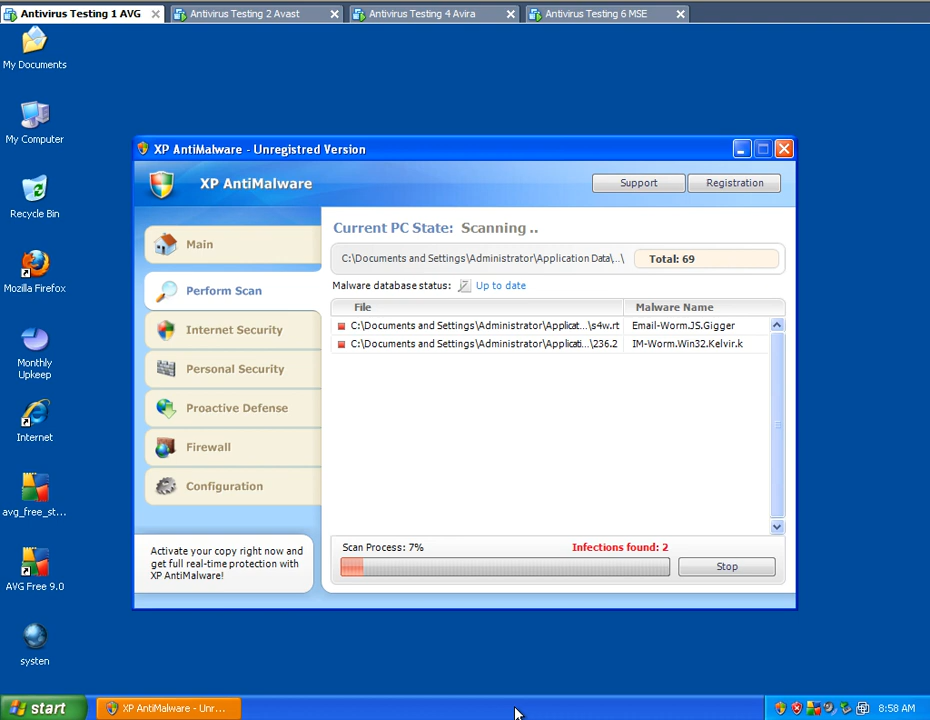 Antivirus Testing 1 AVG
Antivirus Testing 2 Avast
Antivirus Testing 4 Avira
Antivirus Testing 6 MSE
My Documents
My Computer
Recycle Bin
Mozilla Firefox
Monthly
Upkeep
Internet
avg_free_st...
AVG Free 9.0
systen
XP AntiMalware - Unregistred Version
XP AntiMalware
Support
Registration
Main
Perform Scan
Internet Security
Personal Security
Proactive Defense
Firewall
Configuration
Activate your copy right now and
get full real-time protection with
XP AntiMalware!
Current PC State: Scanning ..
C:\Documents and Settings\Administrator\Application Data\...\
Total: 69
Malware database status: Up to date
File Malware Name
C:\Documents and Settings\Administrator\Applicat...\s4w.rt Email-Worm.JS.Gigger
C:\Documents and Settings\Administrator\Applicati...\236.2 IM-Worm.Win32.Kelvir.k
Scan Process: 7% Infections found: 2
Stop
start
XP AntiMalware - Unr...
8:58 AM